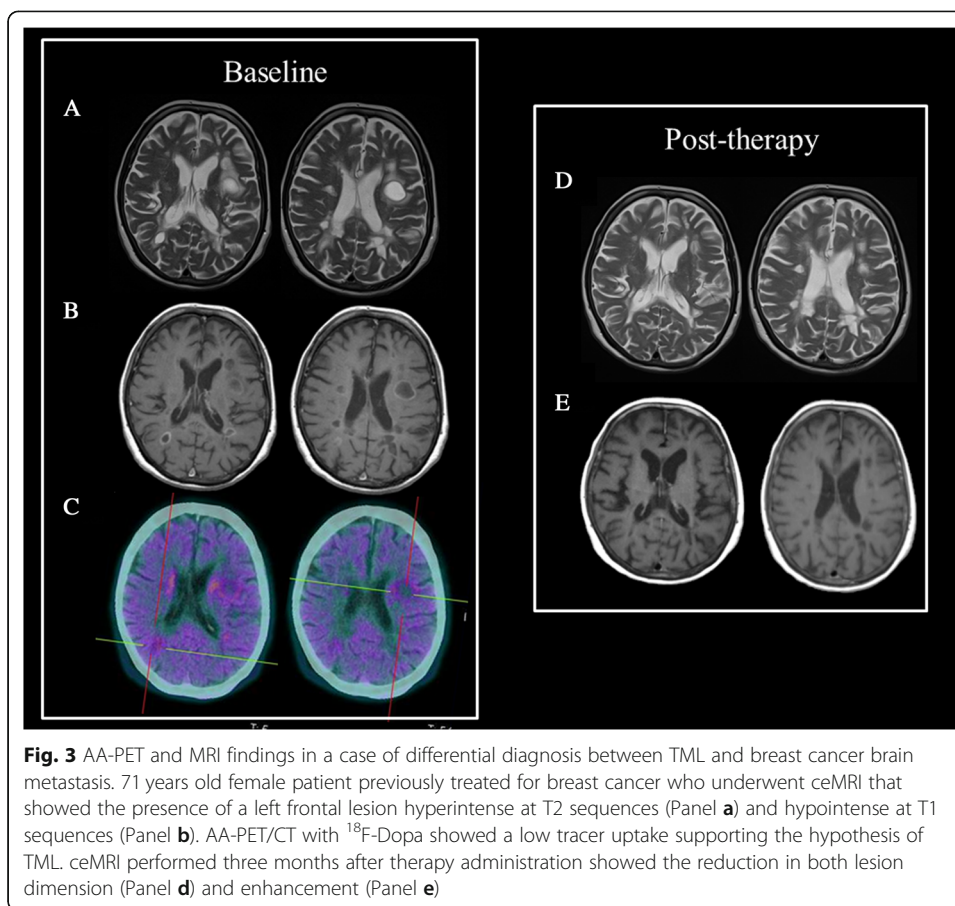 Baseline
A
B
C
Post-therapy
D
E
Fig. 3 AA-PET and MRI findings in a case of differential diagnosis between TML and breast cancer brain
metastasis. 71 years old female patient previously treated for breast cancer who underwent ceMRI that
showed the presence of a left frontal lesion hyperintense at T2 sequences (Panel a) and hypointense at T1
sequences (Panel b). AA-PET/CT with ¹⁸F-Dopa showed a low tracer uptake supporting the hypothesis of
TML. ceMRI performed three months after therapy administration showed the reduction in both lesion
dimension (Panel d) and enhancement (Panel e)